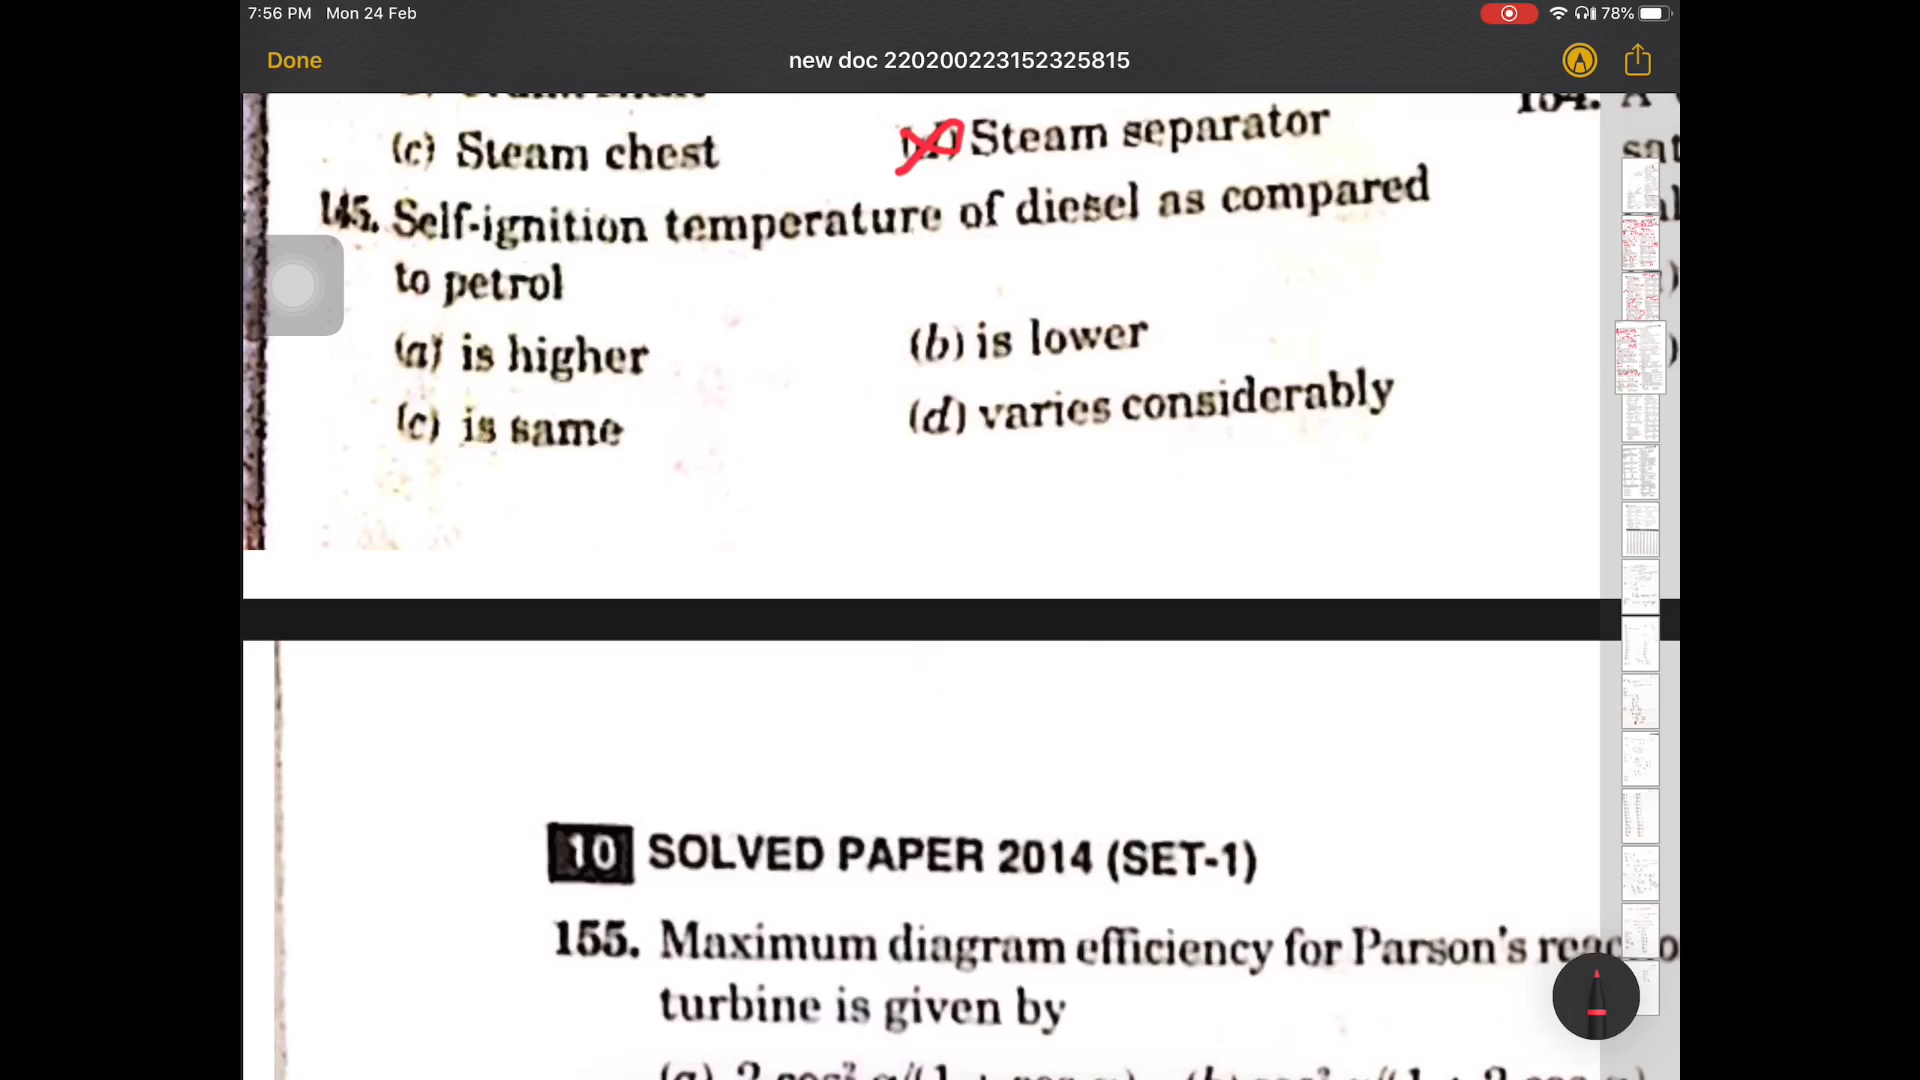 7:56 PM Mon 24 Feb
78%
Done
new doc 220200223152325815
(c) Steam chest
Steam separator
145. Self-ignition temperature of diesel as compared
to petrol
(a) is higher
(b) is lower
(c) is same
(d) varies considerably
10 SOLVED PAPER 2014 (SET-1)
155. Maximum diagram efficiency for Parson's
turbine is given by